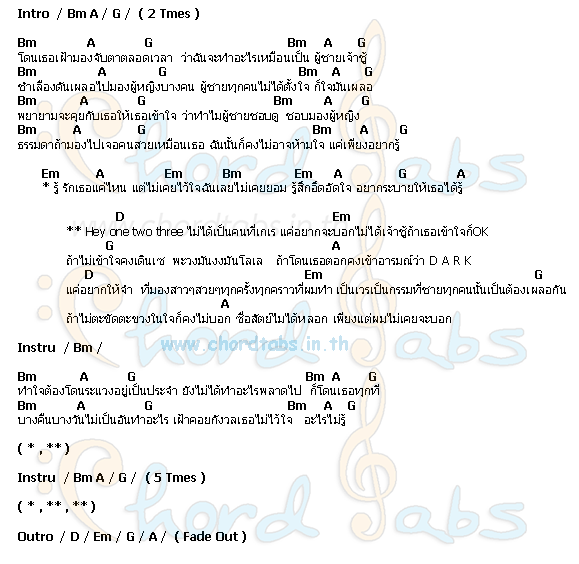 Intro / Bm A / G / ( 2 Tmes )
Bm A G Bm A G
โดนเธอเฝ้ามองจับตาตลอดเวลา ว่าฉันจะทำอะไรเหมือนเป็น ผู้ชายเจ้าชู้
Bm A G Bm A G
ชำเลืองดันเผลอไปมองผู้หญิงบางคน ผู้ชายทุกคนไม่ได้ตั้งใจ ก็ใจมันเผลอ
Bm A G Bm A G
พยายามจะคุยกับเธอให้เธอเข้าใจ ว่าทำไมผู้ชายชอบดู ชอบมองผู้หญิง
Bm A G Bm A G
ธรรมดาถ้ามองไปเจอคนสวยเหมือนเธอ ฉันนั้นก็คงไม่อาจห้ามใจ แค่เพียงอยากรู้
Em A Em Bm Em A G A
* รู้ รักเธอแค่ไหน แต่ไม่เคยไว้ใจฉันเลยไม่เคยยอม รู้สึกอึดอัดใจ อยากระบายให้เธอได้รู้
D Em
** Hey one two three ไม่ได้เป็นคนที่เกเร แค่อยากจะบอกไม่ได้เจ้าชู้ถ้าเธอเข้าใจก็OK
G A
ถ้าไม่เข้าใจคงเดินเซ พะวงมันงงมันโลเล ถ้าโดนเธอตอกคงเข้าอารมณ์ว่า D A R K
D Em G
แค่อยากให้จำ ที่มองสาวๆสวยๆทุกครั้งทุกคราวที่ผมทำ เป็นเวรเป็นกรรมที่ชายทุกคนนั้นเป็นต้องเผลอกัน
A
ถ้าไม่ตะขิดตะขวงในใจก็คงไม่บอก ซื่อสัตย์ไม่ได้หลอก เพียงแต่ผมไม่เคยจะบอก
Instru / Bm /
www.chordtabs.in.th
Bm A G Bm A G
ทำใจต้องโดนระแวงอยู่เป็นประจำ ยังไม่ได้ทำอะไรพลาดไป ก็โดนเธอทุกที
Bm A G Bm A G
บางคืนบางวันไม่เป็นอันทำอะไร เฝ้าคอยกังวลเธอไม่ไว้ใจ อะไรไม่รู้
( * , ** )
Instru / Bm A / G / ( 5 Tmes )
( * , ** , ** )
Outro / D / Em / G / A / ( Fade Out )